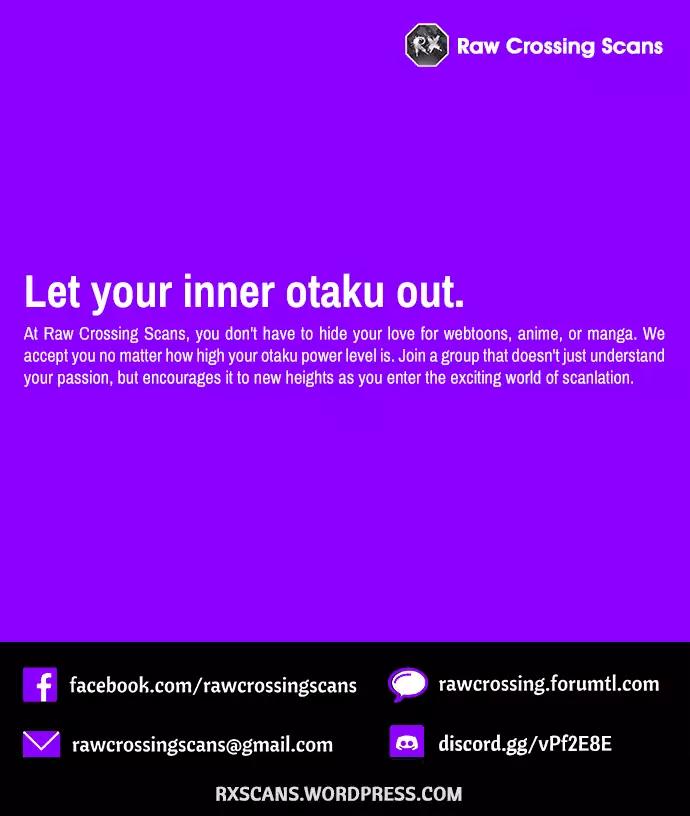 RX Raw Crossing Scans
Let your inner otaku out.
At Raw Crossing Scans, you don't have to hide your love for webtoons, anime, or manga. We
accept you no matter how high your otaku power level is. Join a group that doesn't just understand
your passion, but encourages it to new heights as you enter the exciting world of scanlation.
facebook.com/rawcrossingscans
rawcrossing.forumtl.com
rawcrossingscans@gmail.com
discord.gg/vPf2E8E
RXSCANS.WORDPRESS.COM